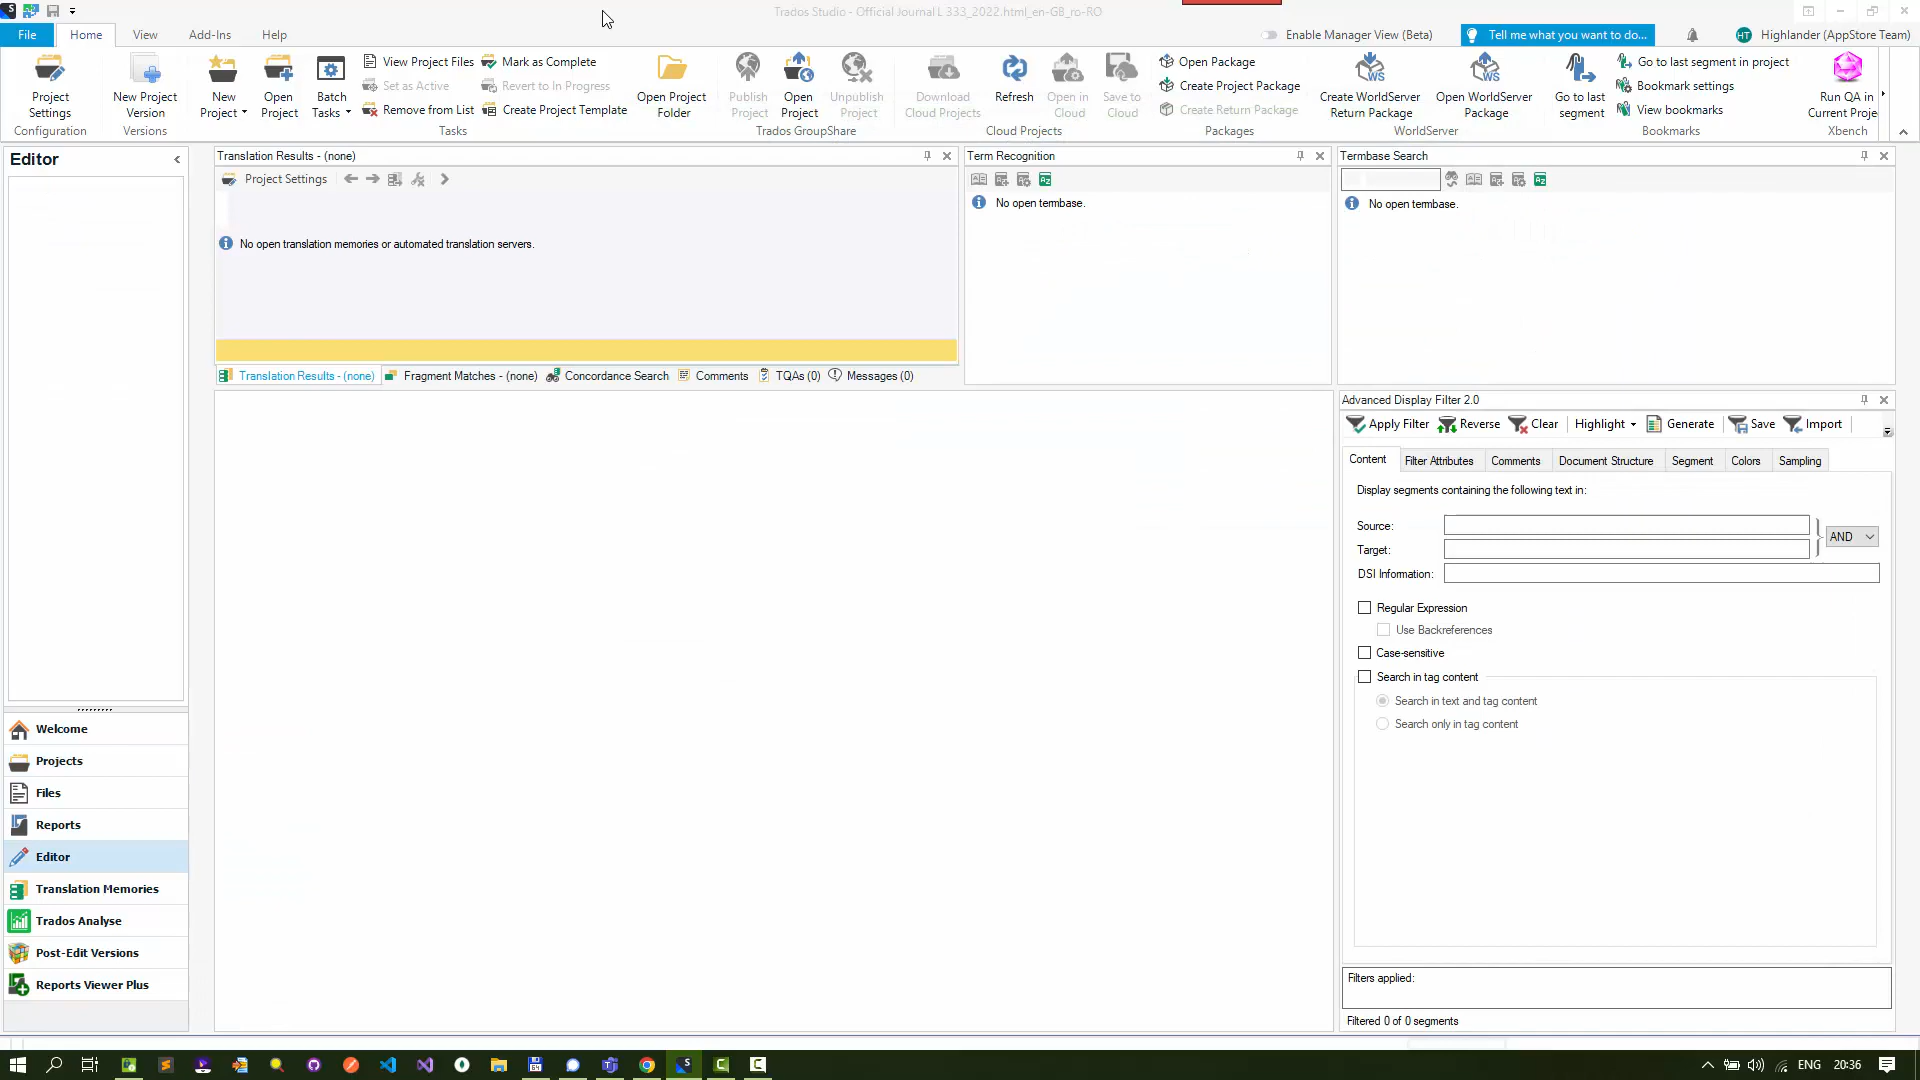 Trados Studio - Official Journal L 333_2022.html_en-GB_ro-RO
File
Home
View
Add-Ins
Help
Enable Manager View (Beta)
Tell me what you want to do...
HT
Highlander (AppStore Team)
Project Settings
Configuration
New Project Version
Versions
New Project
Open Project
Batch Tasks
View Project Files
Set as Active
Remove from List
Mark as Complete
Revert to In Progress
Create Project Template
Tasks
Open Project Folder
Publish Project
Open Project
Unpublish Project
Trados GroupShare
Download Cloud Projects
Refresh
Open in Cloud
Save to Cloud
Cloud Projects
Open Package
Create Project Package
Create Return Package
Packages
Create WorldServer Return Package
Open WorldServer Package
WorldServer
Go to last segment
Go to last segment in project
Bookmark settings
View bookmarks
Bookmarks
Run QA in Current Proje
Xbench
Editor
Translation Results - (none)
Project Settings
No open translation memories or automated translation servers.
Translation Results - (none)
Fragment Matches - (none)
Concordance Search
Comments
TQAs (0)
Messages (0)
Term Recognition
No open termbase.
Termbase Search
No open termbase.
Advanced Display Filter 2.0
Apply Filter
Reverse
Clear
Highlight
Generate
Save
Import
Content
Filter Attributes
Comments
Document Structure
Segment
Colors
Sampling
Display segments containing the following text in:
Source:
Target:
AND
DSI Information:
Regular Expression
Use Backreferences
Case-sensitive
Search in tag content
Search in text and tag content
Search only in tag content
Filters applied:
Filtered 0 of 0 segments
Welcome
Projects
Files
Reports
Editor
Translation Memories
Trados Analyse
Post-Edit Versions
Reports Viewer Plus
ENG
20:36